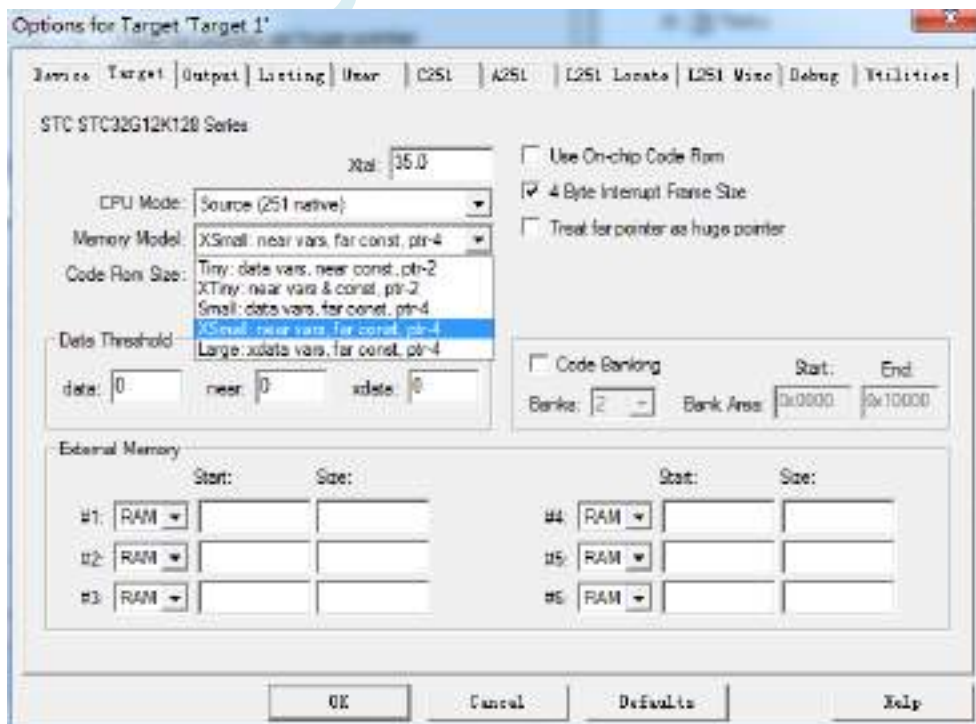 Options for Target 'Target 1'
Device Target Output Listing User C251 A251 L251 Locate L251 Misc Debug Utilities
STC STC32G12K128 Series
Xtal: 35.0
Use On-chip Code Rom
CPU Mode: Source (251 native)
4 Byte Interrupt Frame Size
Memory Model: XSmall: near vars, far const, ptr-4
Treat far pointer as huge pointer
Code Rom Size:
Tiny: data vars, near const, ptr-2
XTiny: near vars & const, ptr-2
Small: data vars, far const, ptr-4
XSmall: near vars, far const, ptr-4
Large: xdata vars, far const, ptr-4
Data Threshold
data: 0 near: 0 xdata: 0
Code Banking Start: End:
Banks: 2 Bank Area: 0x0000 0x10000
External Memory
Start: Size: Start: Size:
#1: RAM #4: RAM
#2: RAM #5: RAM
#3: RAM #6: RAM
OK Cancel Defaults Help